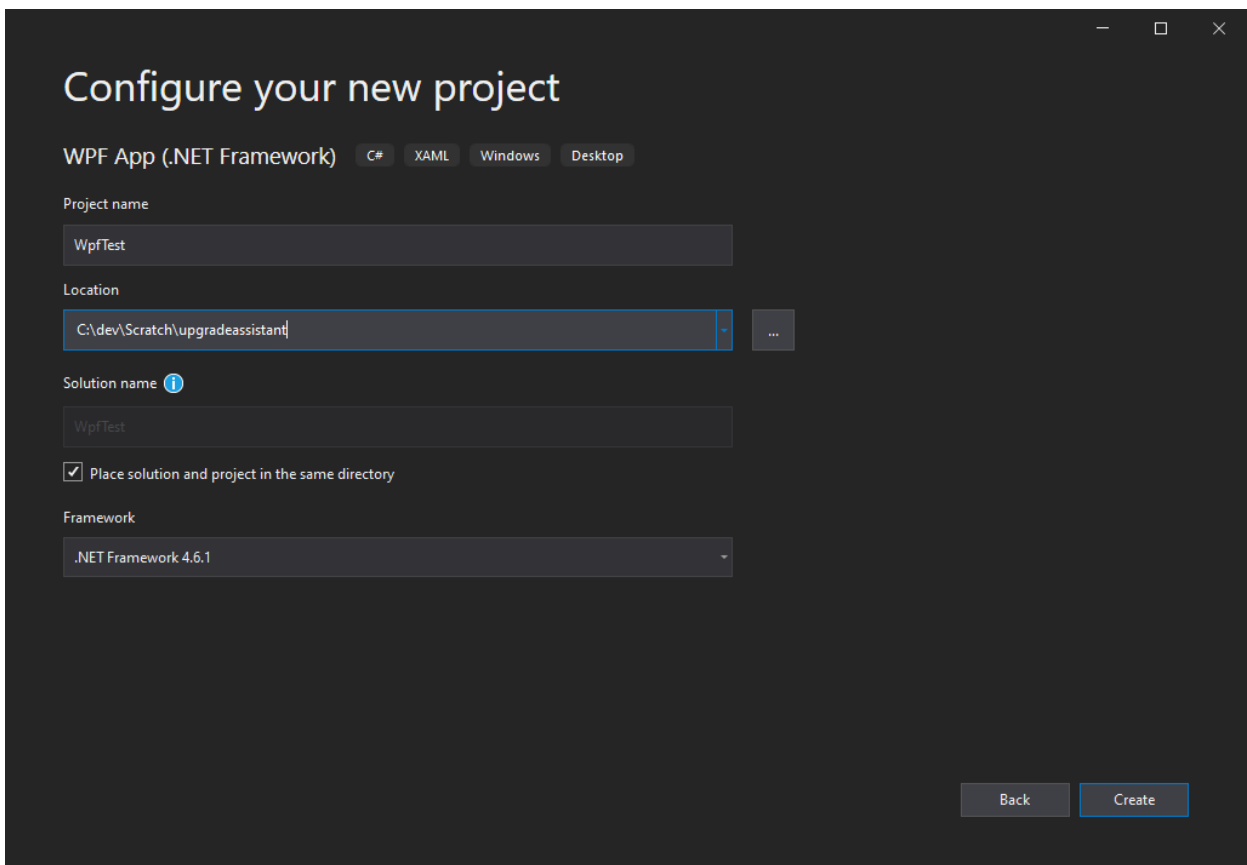 Configure your new project
WPF App (.NET Framework) C# XAML Windows Desktop
Project name
WpfTest
Location
C:\dev\Scratch\upgradeassistant ...
Solution name
WpfTest
Place solution and project in the same directory
Framework
.NET Framework 4.6.1
Back Create